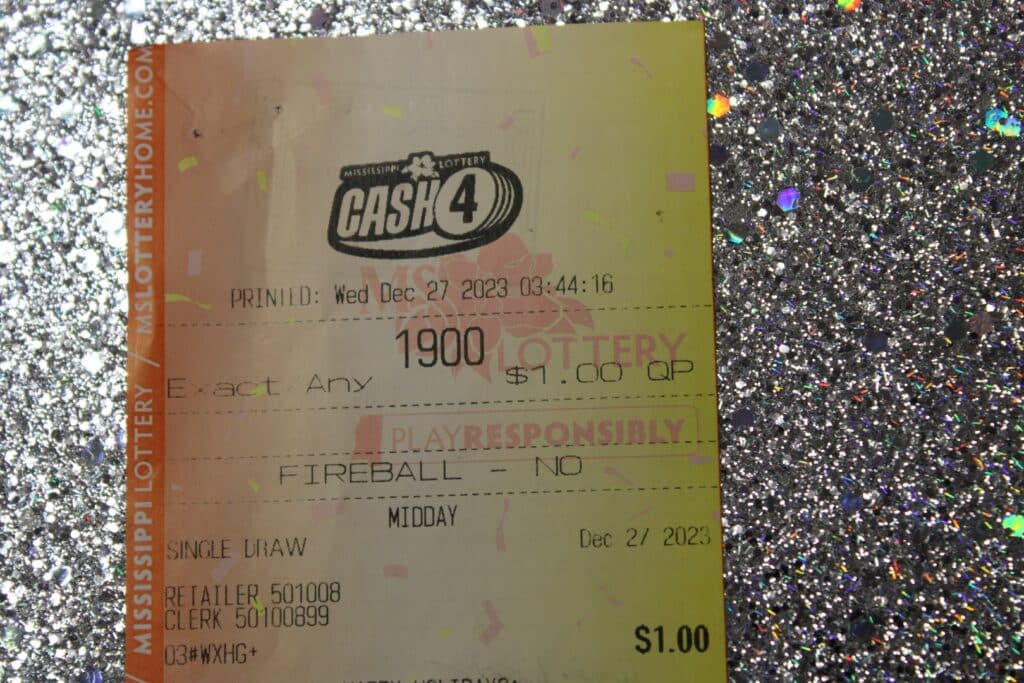 MISSISSIPPI LOTTERY / MSLOTTERYHOME.COM
MISSISSIPPI LOTTERY
CASH 4
PRINTED: Wed Dec 27 2023 03:44:16
MS LOTTERY
1900
Exact Any $1.00 QP
PLAYRESPONSIBLY
FIREBALL - NO
MIDDAY
SINGLE DRAW Dec 27 2023
RETAILER 501008
CLERK 50100899
03#WXHG+
$1.00
HAPPY HOLIDAYS!